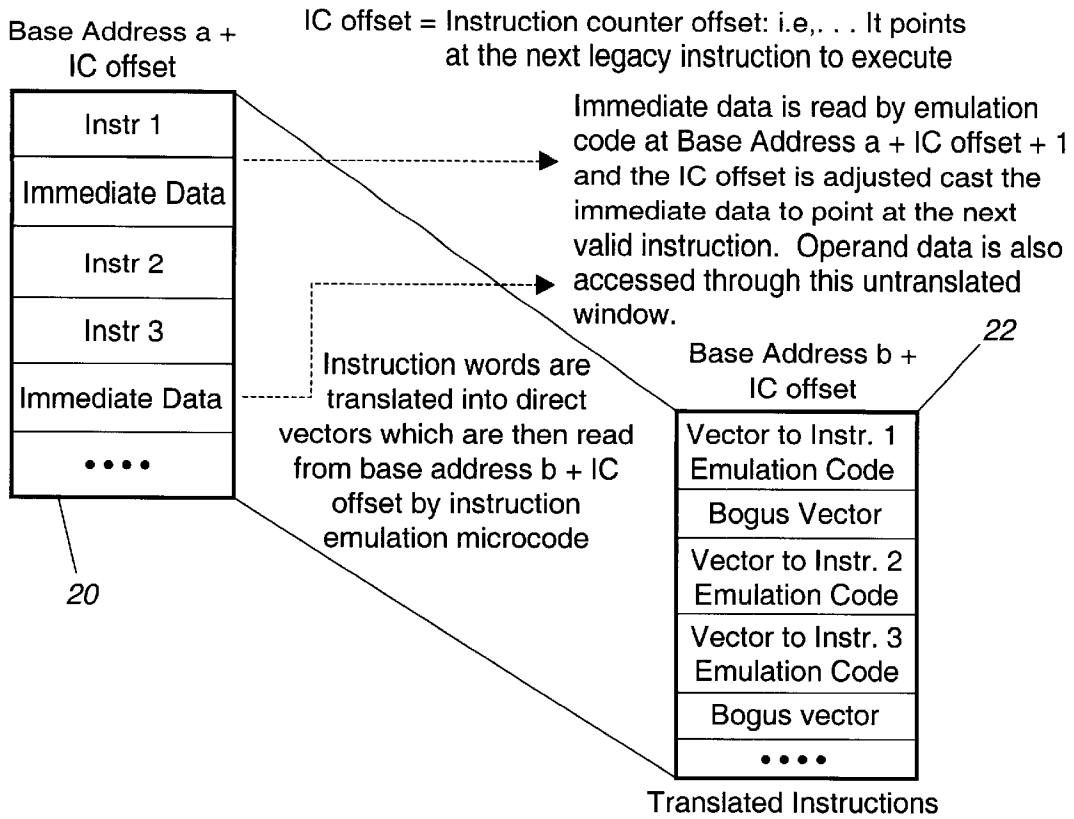 IC offset = Instruction counter offset: i.e,. . . It points
at the next legacy instruction to execute
Base Address a +
IC offset
Instr 1
Immediate Data
Instr 2
Instr 3
Immediate Data
••••
20
Immediate data is read by emulation
code at Base Address a + IC offset + 1
and the IC offset is adjusted cast the
immediate data to point at the next
valid instruction. Operand data is also
accessed through this untranslated
window.
Instruction words are
translated into direct
vectors which are then read
from base address b + IC
offset by instruction
emulation microcode
22
Base Address b +
IC offset
Vector to Instr. 1
Emulation Code
Bogus Vector
Vector to Instr. 2
Emulation Code
Vector to Instr. 3
Emulation Code
Bogus vector
••••
Translated Instructions